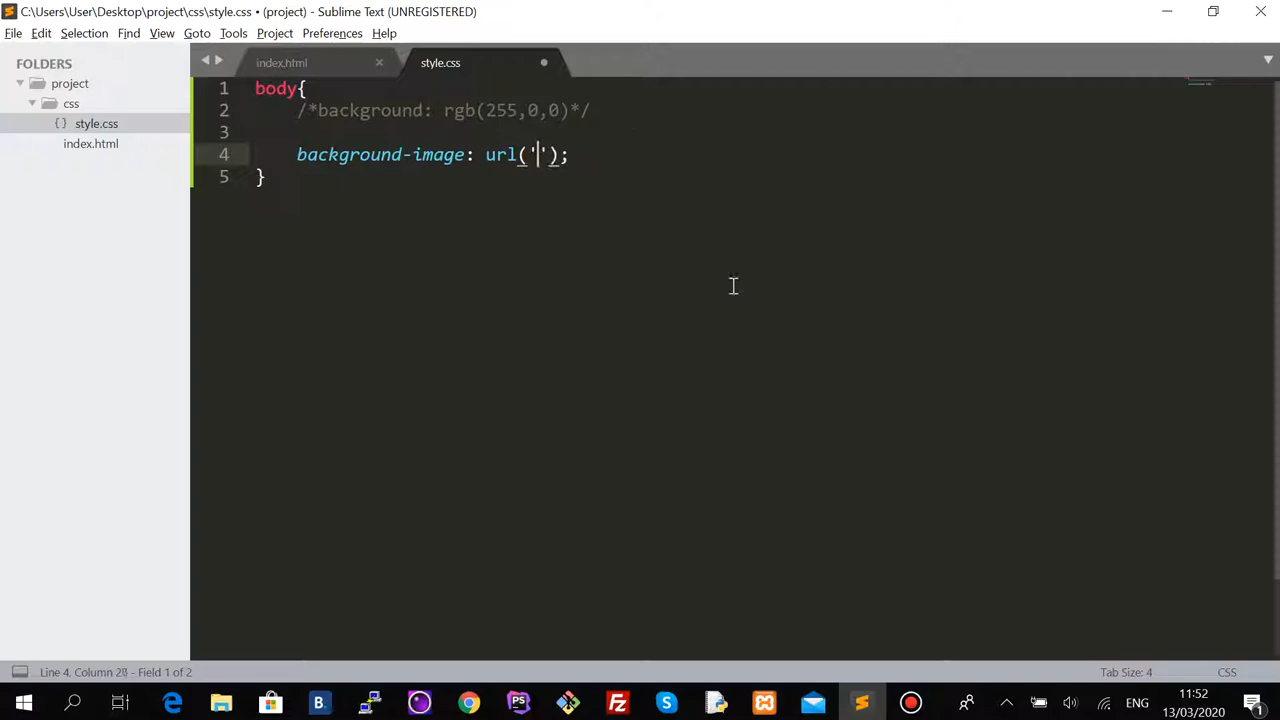 C:\Users\User\Desktop\project\css\style.css • (project) - Sublime Text (UNREGISTERED)
File Edit Selection Find View Goto Tools Project Preferences Help
FOLDERS
project
css
{} style.css
index.html
index.html ×
style.css
1 body{
2 /*background: rgb(255,0,0)*/
3
4 background-image: url('');
5 }
Line 4, Column 28 - Field 1 of 2
Tab Size: 4
CSS
B.
PS
FZ
ENG
11:52
13/03/2020
1